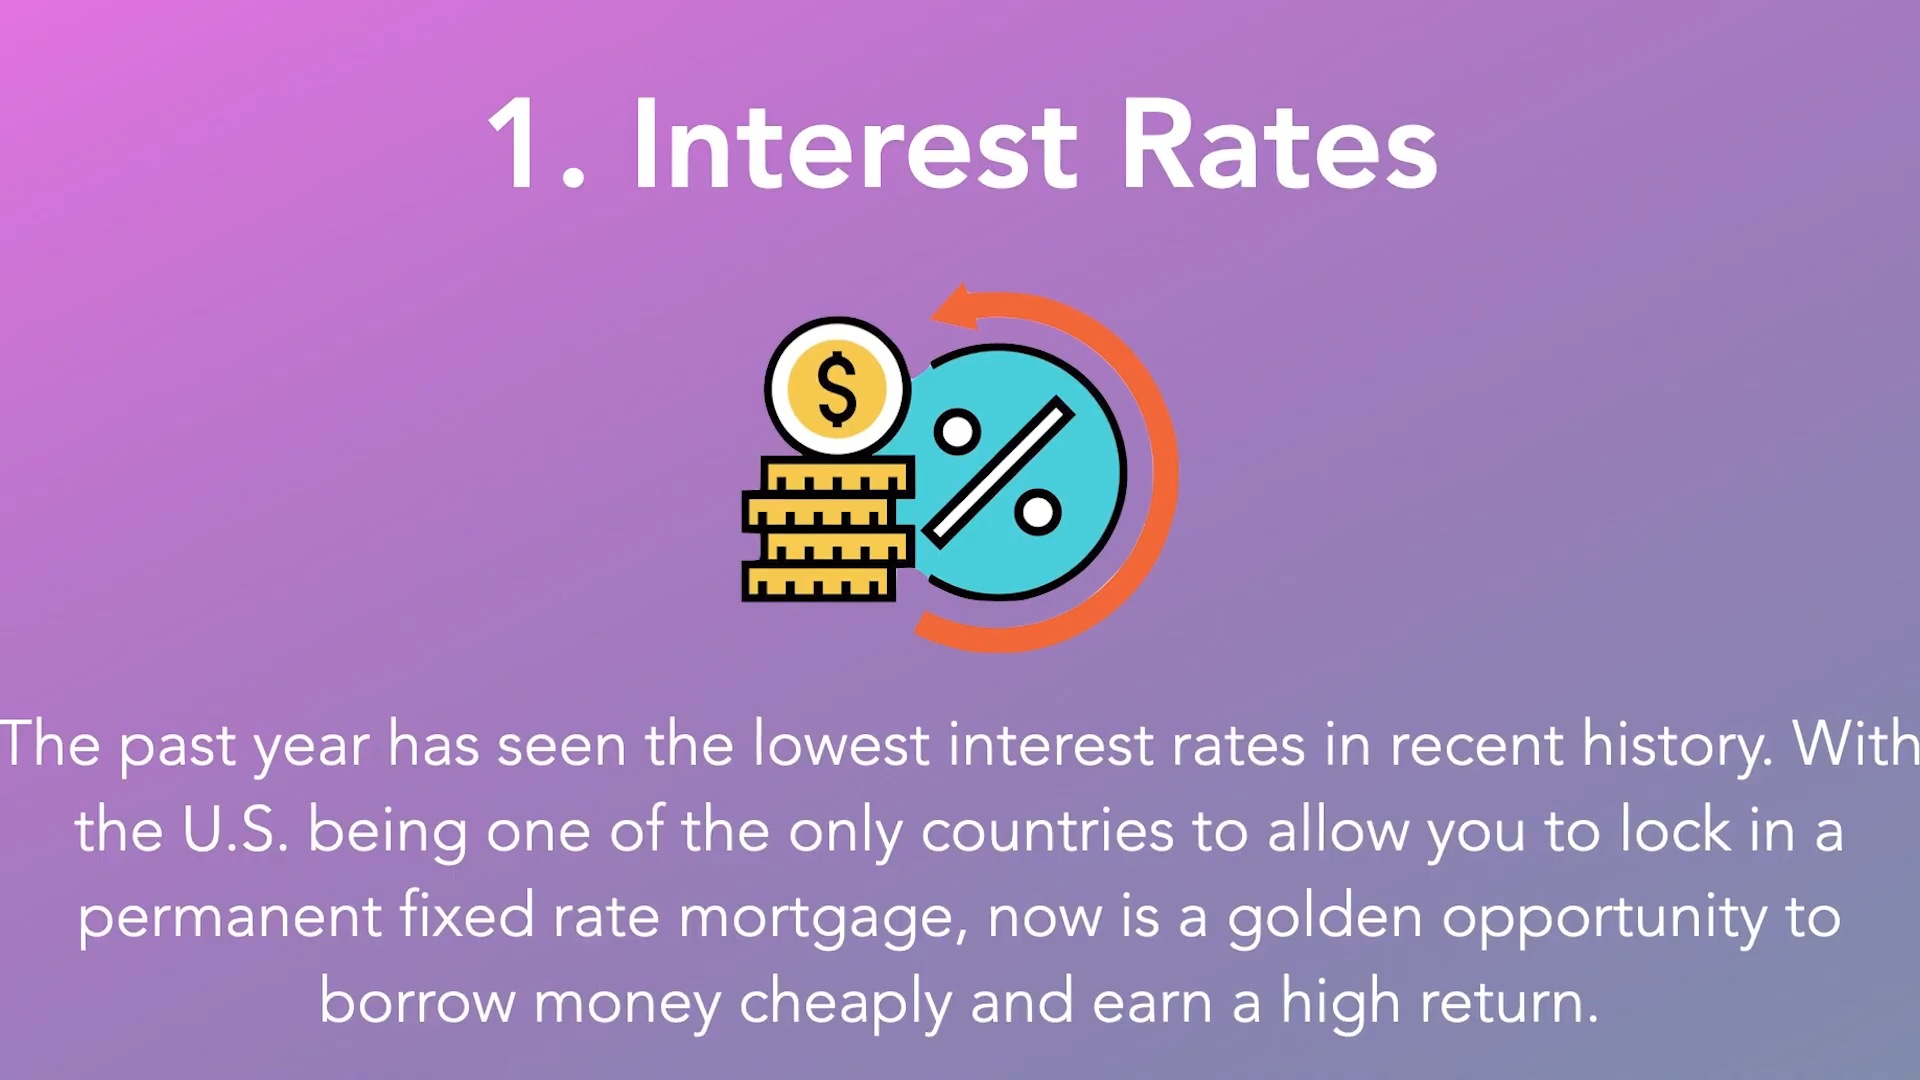 1. Interest Rates
$
%
The past year has seen the lowest interest rates in recent history. With
the U.S. being one of the only countries to allow you to lock in a
permanent fixed rate mortgage, now is a golden opportunity to
borrow money cheaply and earn a high return.